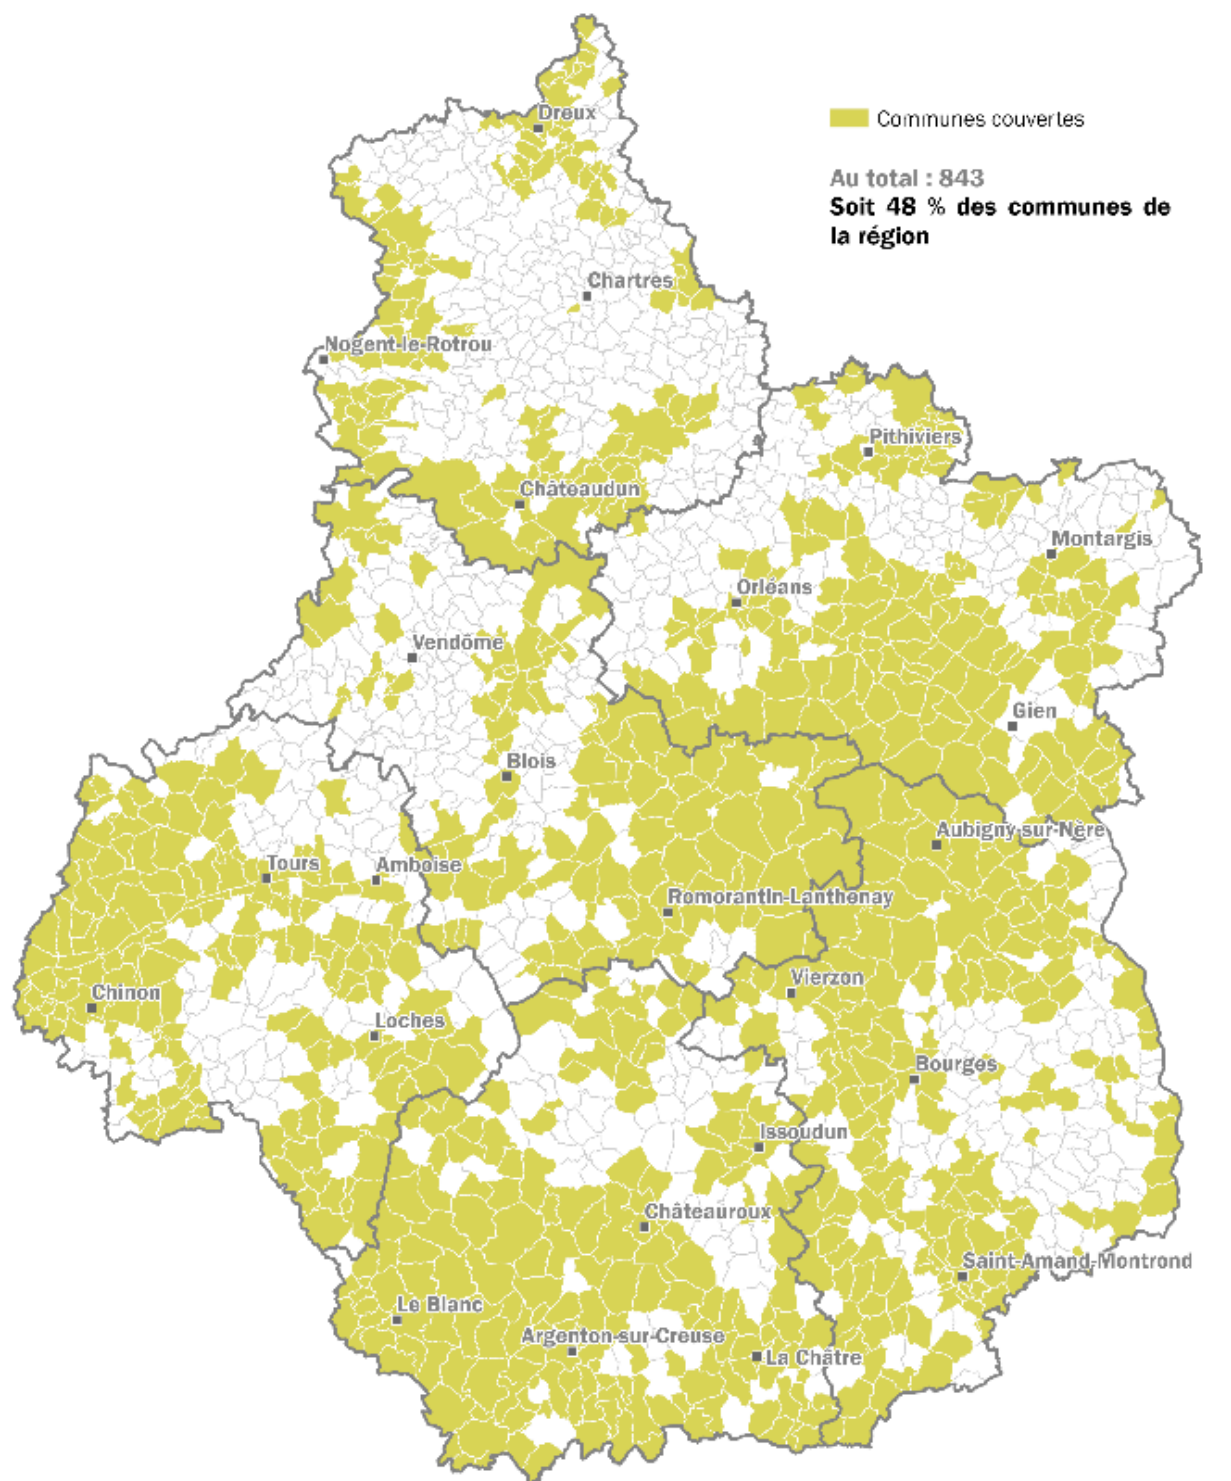 Dreux
Communes couvertes
Au total : 843
Soit 48 % des communes de
la région
Chartres
Nogent-le-Rotrou
Pithiviers
Châteaudun
Montargis
Orléans
Vendôme
Gien
Blois
Aubigny-sur-Nère
Tours
Amboise
Romorantin-Lanthenay
Vierzon
Chinon
Loches
Bourges
Issoudun
Châteauroux
Saint-Amand-Montrond
Le Blanc
Argenton-sur-Creuse
La Châtre